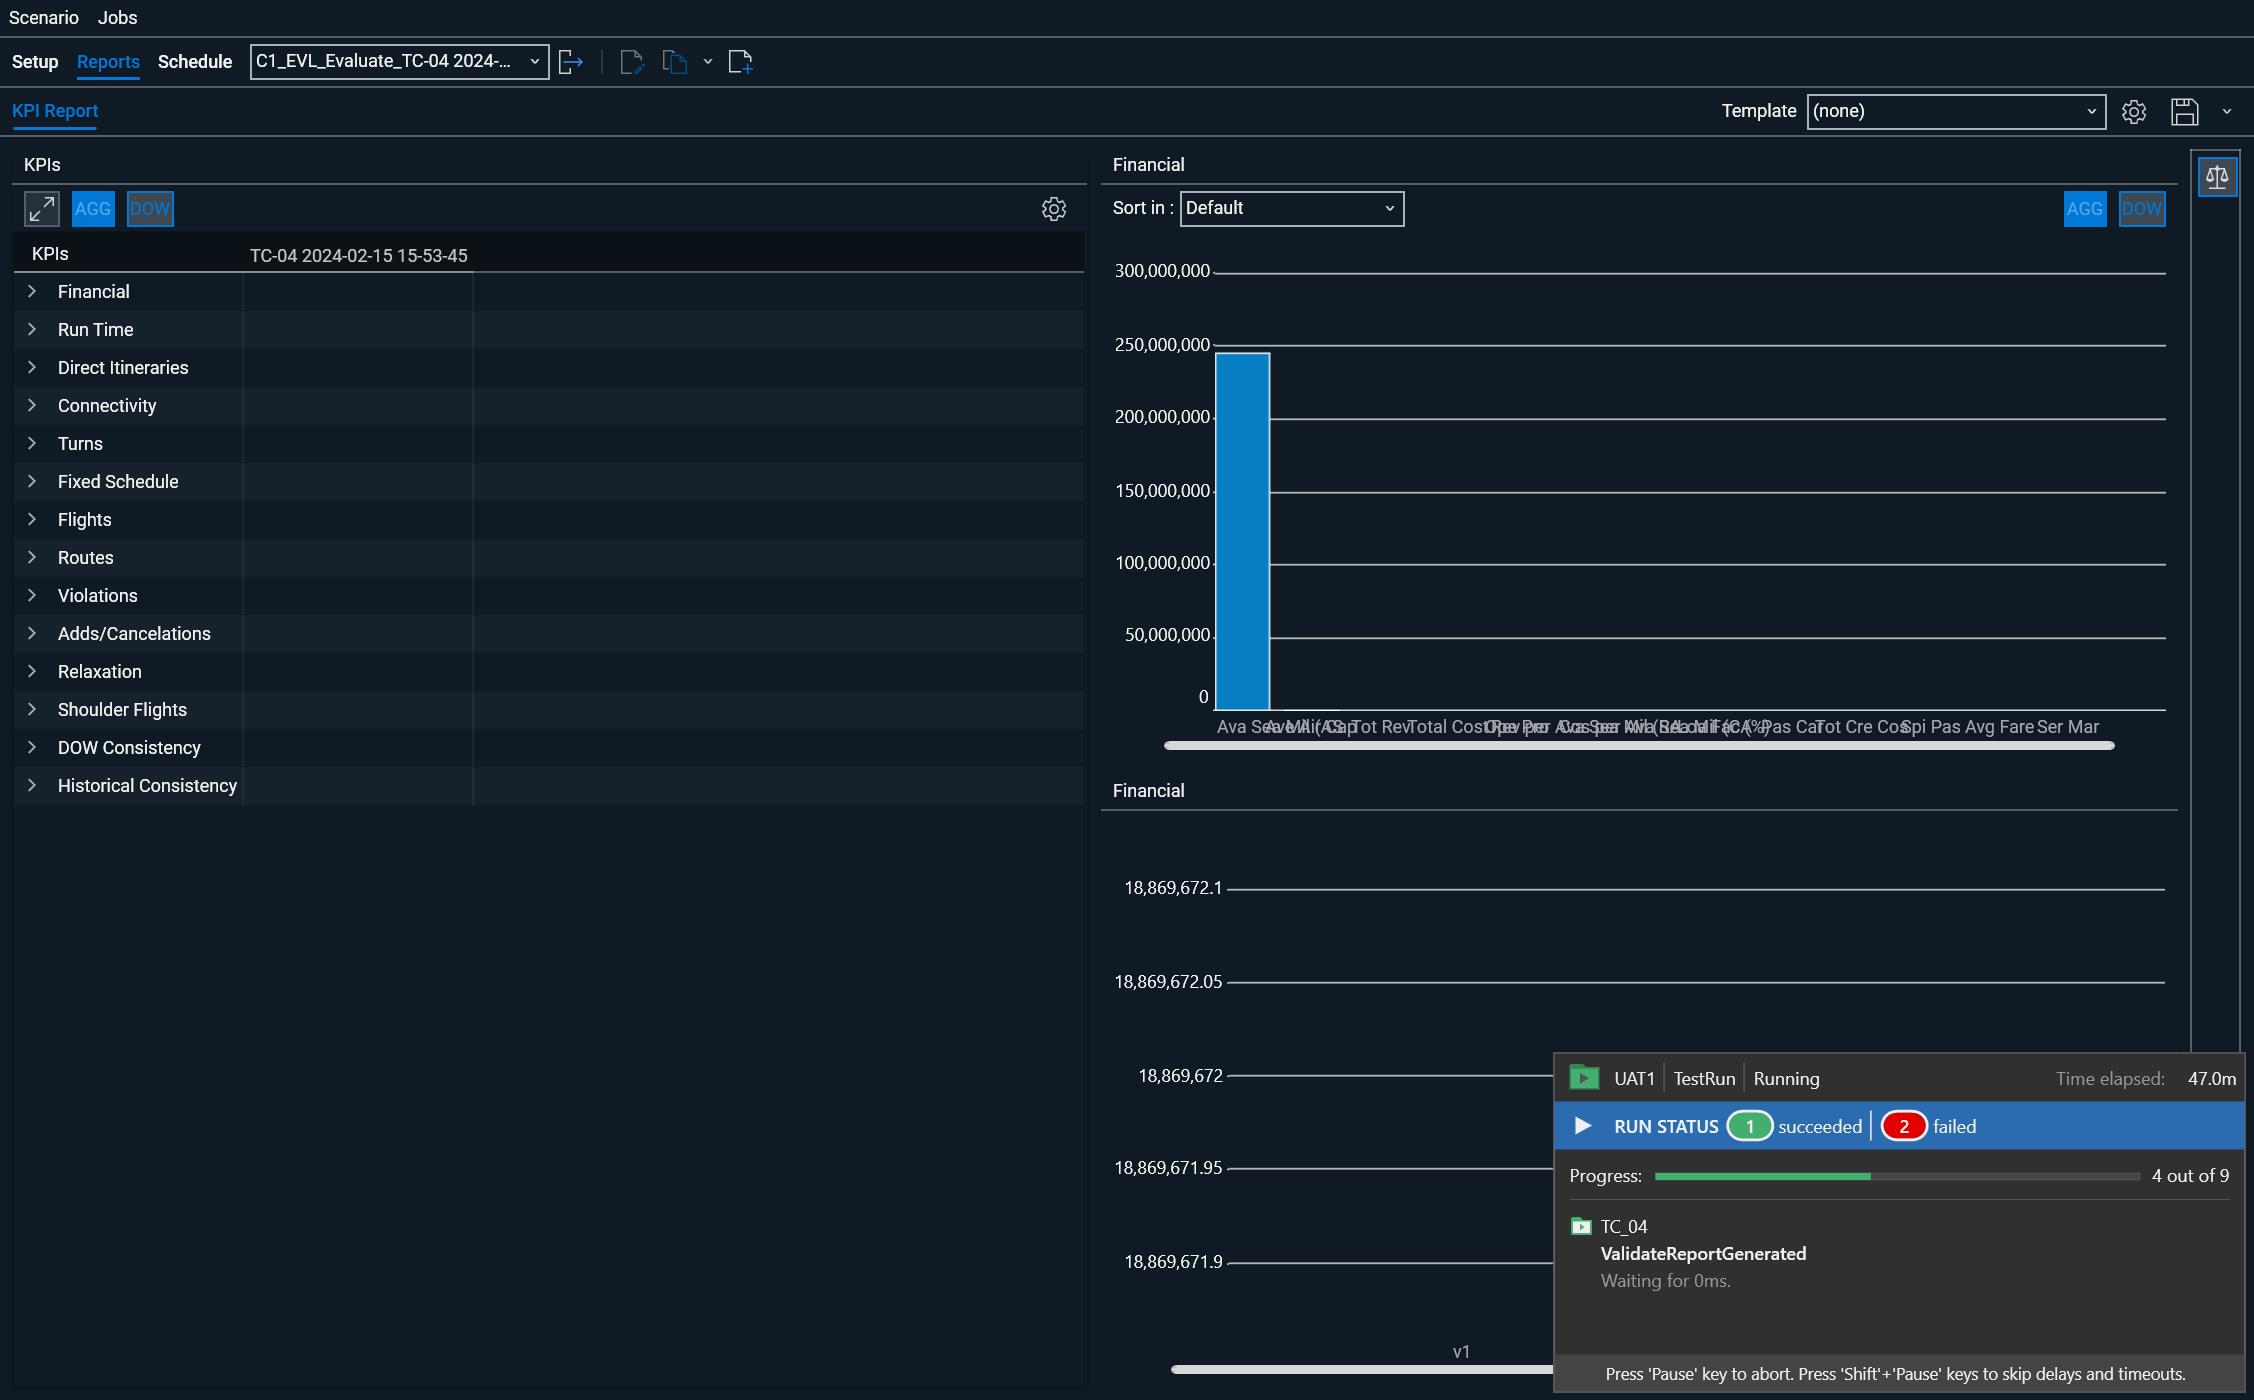 Scenario Jobs
Setup Reports Schedule C1_EVL_Evaluate_TC-04 2024-...
KPI Report Template (none)
KPIs
AGG DOW
KPIs TC-04 2024-02-15 15-53-45
Financial
Run Time
Direct Itineraries
Connectivity
Turns
Fixed Schedule
Flights
Routes
Violations
Adds/Cancelations
Relaxation
Shoulder Flights
DOW Consistency
Historical Consistency
Financial
Sort in : Default AGG DOW
300,000,000
250,000,000
200,000,000
150,000,000
100,000,000
50,000,000
0
Ava Tot Rev Total Cost Pas Car Tot Cre Cos Spi Pas Avg Fare Ser Mar
Financial
18,869,672.1
18,869,672.05
18,869,672
18,869,671.95
18,869,671.9
v1
UAT1 TestRun Running Time elapsed: 47.0m
RUN STATUS 1 succeeded 2 failed
Progress: 4 out of 9
TC_04
ValidateReportGenerated
Waiting for 0ms.
Press 'Pause' key to abort. Press 'Shift'+'Pause' keys to skip delays and timeouts.